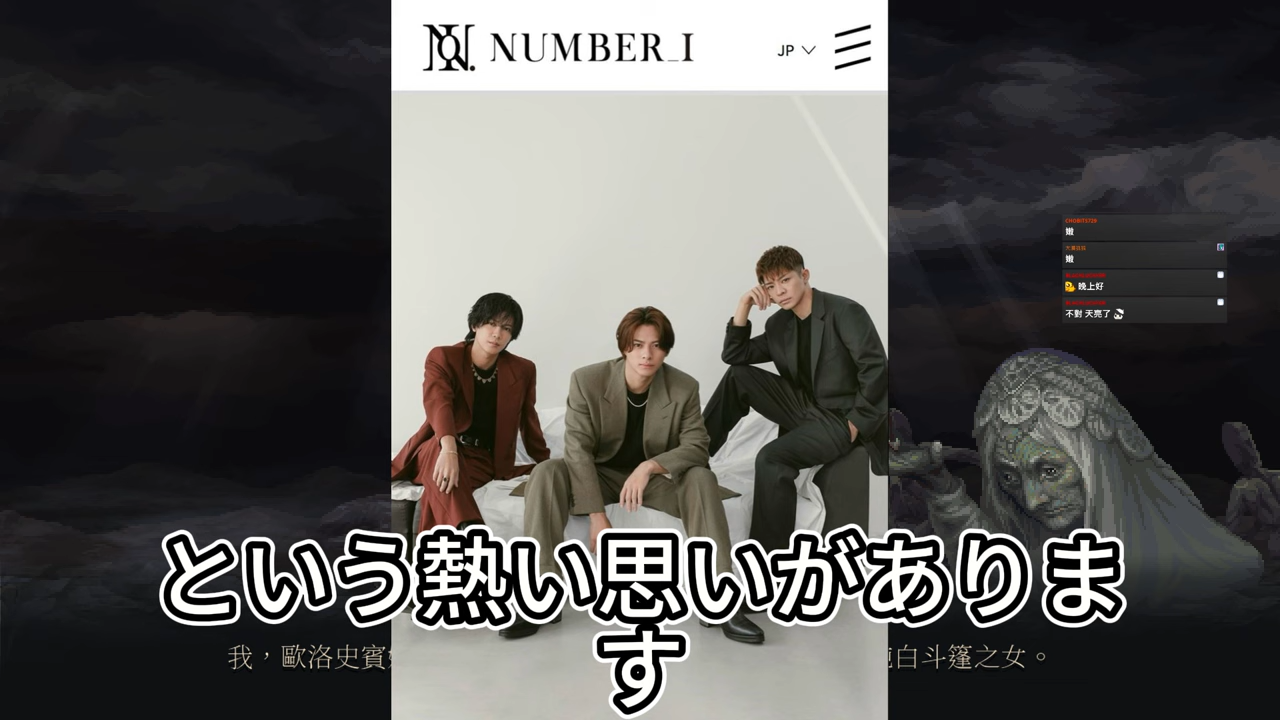 NUMBER_I
JP
CHOBITS728
嫩
嫩
晚上好
不對 天亮了
という熱い思いがありま
す
我，歐洛史賓
白斗篷之女。